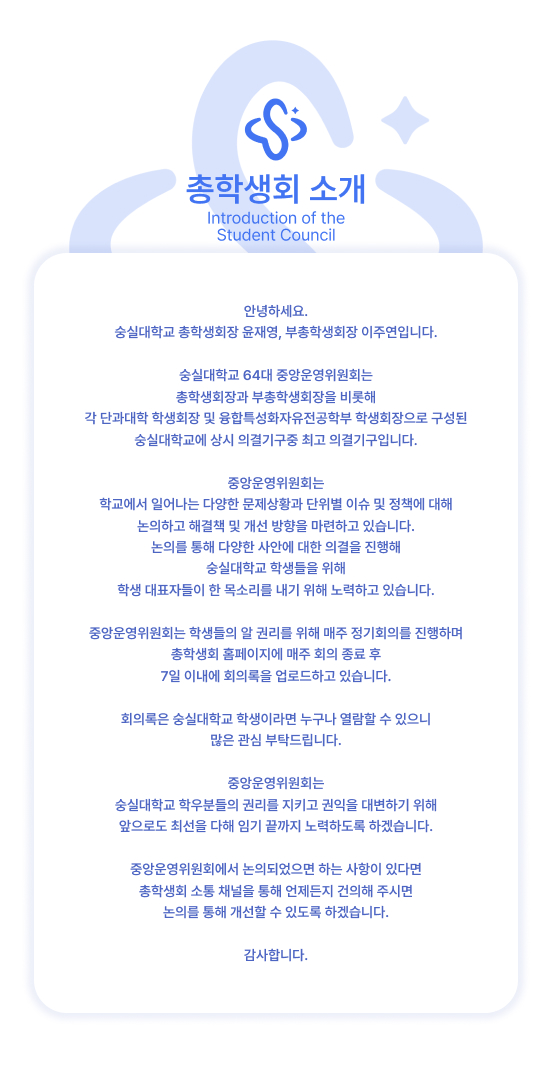 총학생회 소개
Introduction of the
Student Council
안녕하세요.
숭실대학교 총학생회장 윤재영, 부총학생회장 이주연입니다.
숭실대학교 64대 중앙운영위원회는
총학생회장과 부총학생회장을 비롯해
각 단과대학 학생회장 및 융합특성화자유전공학부 학생회장으로 구성된
숭실대학교에 상시 의결기구중 최고 의결기구입니다.
중앙운영위원회는
학교에서 일어나는 다양한 문제상황과 단위별 이슈 및 정책에 대해
논의하고 해결책 및 개선 방향을 마련하고 있습니다.
논의를 통해 다양한 사안에 대한 의결을 진행해
숭실대학교 학생들을 위해
학생 대표자들이 한 목소리를 내기 위해 노력하고 있습니다.
중앙운영위원회는 학생들의 알 권리를 위해 매주 정기회의를 진행하며
총학생회 홈페이지에 매주 회의 종료 후
7일 이내에 회의록을 업로드하고 있습니다.
회의록은 숭실대학교 학생이라면 누구나 열람할 수 있으니
많은 관심 부탁드립니다.
중앙운영위원회는
숭실대학교 학우분들의 권리를 지키고 권익을 대변하기 위해
앞으로도 최선을 다해 임기 끝까지 노력하도록 하겠습니다.
중앙운영위원회에서 논의되었으면 하는 사항이 있다면
총학생회 소통 채널을 통해 언제든지 건의해 주시면
논의를 통해 개선할 수 있도록 하겠습니다.
감사합니다.